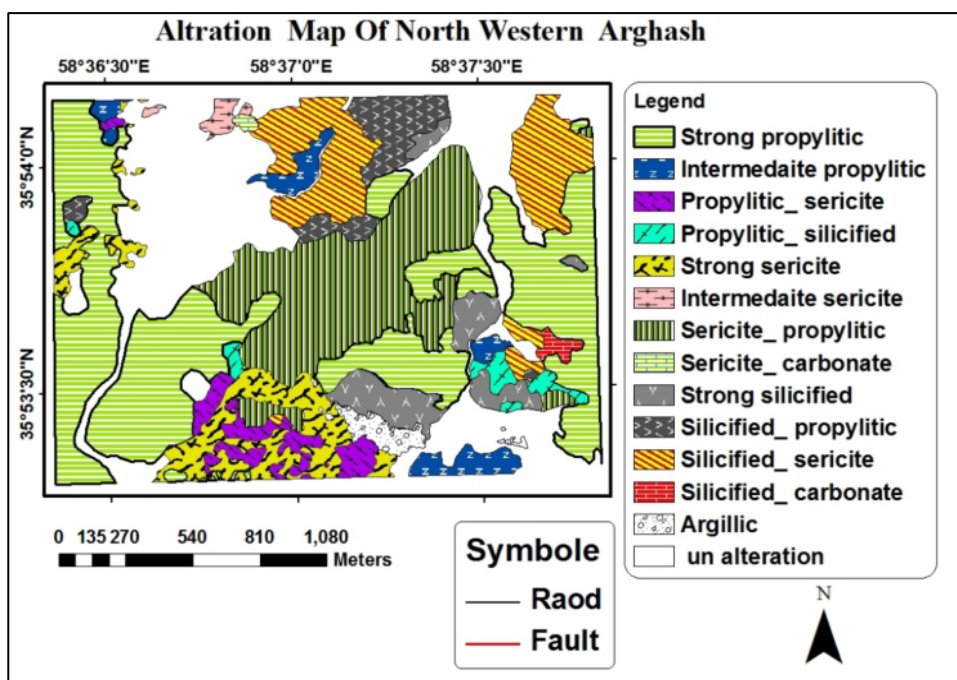 Altration Map Of North Western Arghash
58°36'30"E 58°37'0"E 58°37'30"E
35°54'0"N
35°53'30"N
Legend
Strong propylitic
Intermedaite propylitic
Propylitic_ sericite
Propylitic_ silicified
Strong sericite
Intermedaite sericite
Sericite_ propylitic
Sericite_ carbonate
Strong silicified
Silicified_ propylitic
Silicified_ sericite
Silicified_ carbonate
Argillic
un alteration
0 135 270 540 810 1,080
Meters
Symbole
Raod
Fault
N